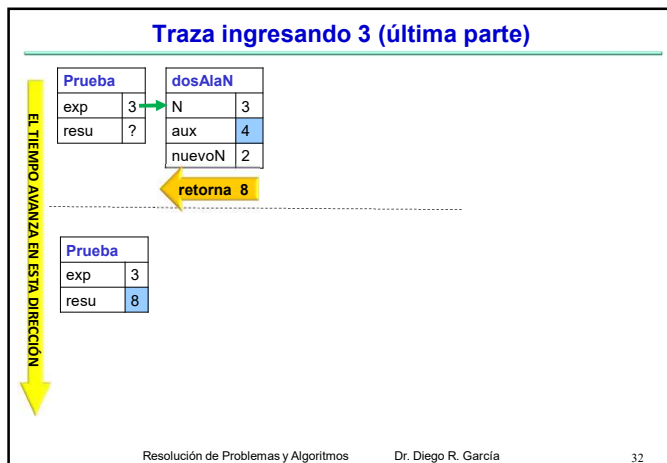 Traza ingresando 3 (última parte)
EL TIEMPO AVANZA EN ESTA DIRECCIÓN
Prueba
exp 3
resu ?
dosAlaN
N 3
aux 4
nuevoN 2
retorna 8
Prueba
exp 3
resu 8
Resolución de Problemas y Algoritmos Dr. Diego R. García 32